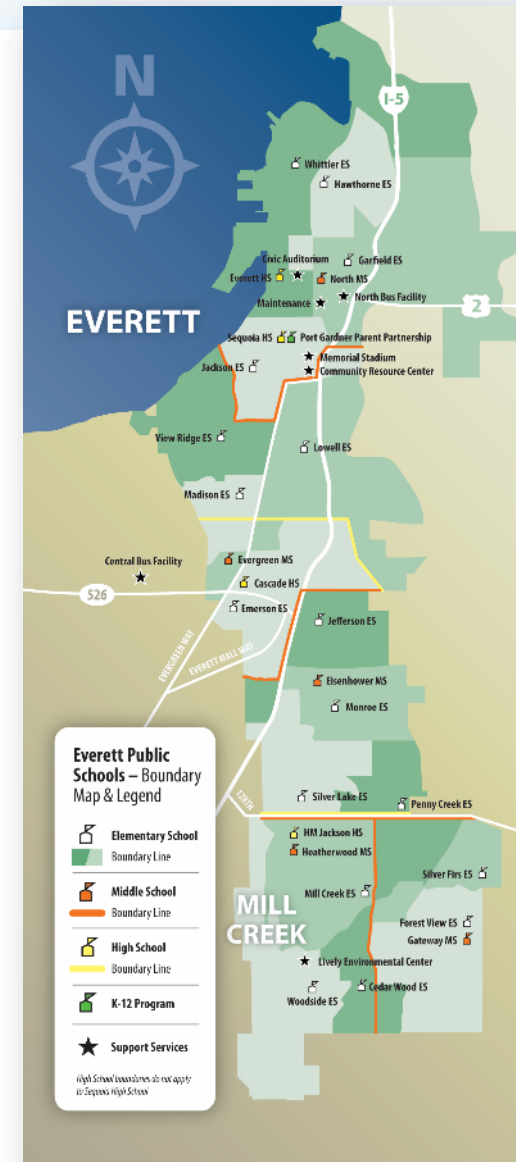 N
I-5
Whittier ES
Hawthorne ES
Civic Auditorium
Garfield ES
Everett HS
North MS
Maintenance
North Bus Facility
2
EVERETT
Sequoia HS
Port Gardner Parent Partnership
Memorial Stadium
Jackson ES
Community Resource Center
View Ridge ES
Lowell ES
Madison ES
Central Bus Facility
Evergreen MS
Cascade HS
526
Emerson ES
Jefferson ES
EVERGREEN WAY
EVERETT MALL WAY
Eisenhower MS
Monroe ES
Everett Public
Schools – Boundary
Map & Legend
Elementary School
Boundary Line
Middle School
Boundary Line
High School
Boundary Line
K-12 Program
Support Services
High School boundaries do not apply
to Sequoia High School
128TH
Silver Lake ES
Penny Creek ES
HM Jackson HS
Heatherwood MS
Silver Firs ES
Mill Creek ES
MILL
CREEK
Forest View ES
Gateway MS
Lively Environmental Center
Cedar Wood ES
Woodside ES